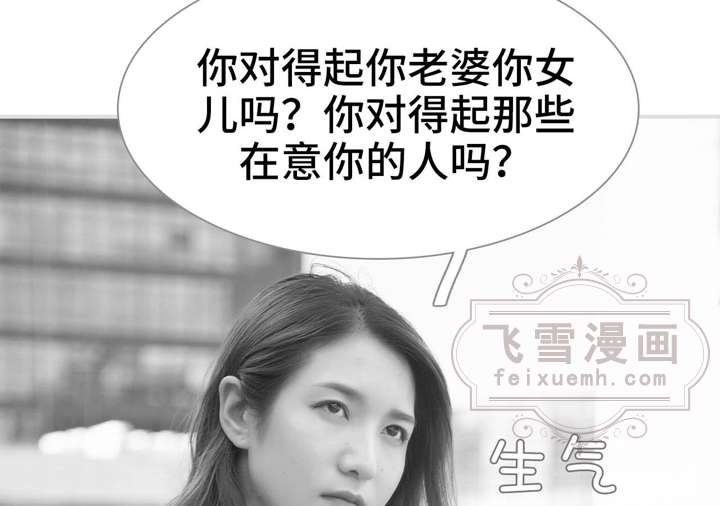 你对得起你老婆你女
儿吗？你对得起那些
在意你的人吗？
飞雪漫画
feixuemh.com
生气